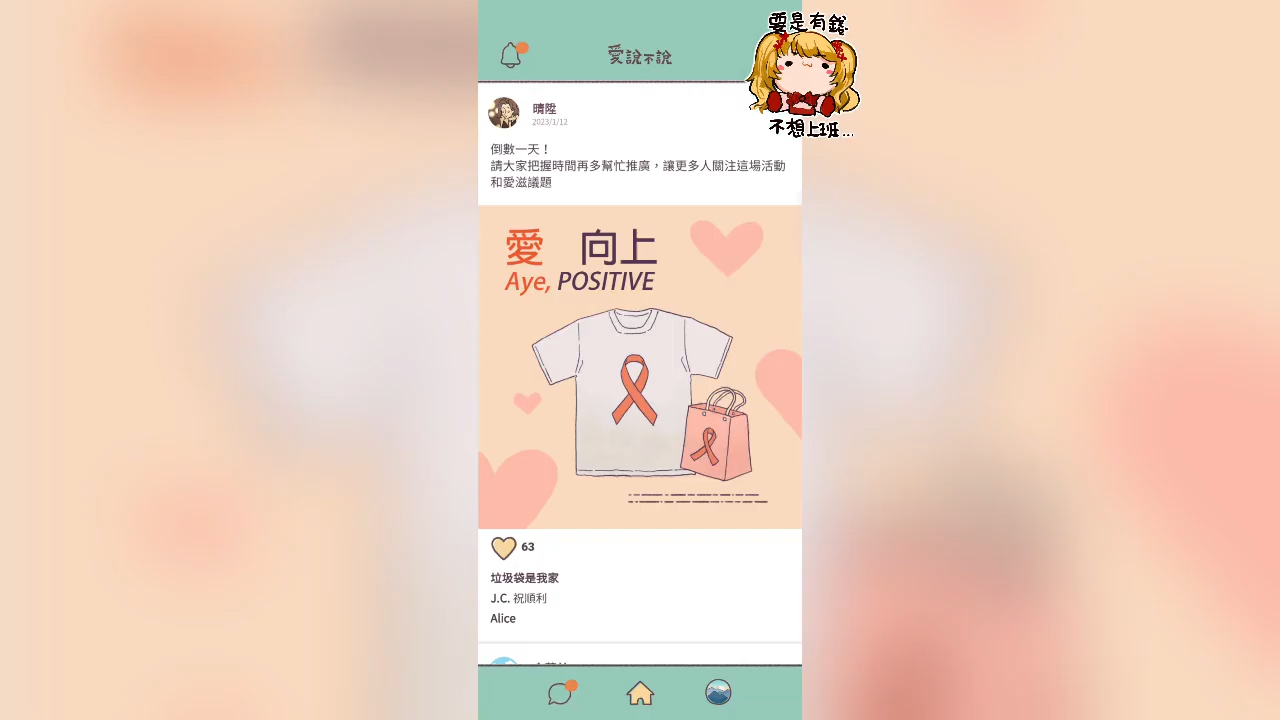 要是有錢
愛說不說
不想上班...
晴陞
2023/1/12
倒數一天！
請大家把握時間再多幫忙推廣，讓更多人關注這場活動
和愛滋議題
愛 向上
Aye, POSITIVE
63
垃圾袋是我家
J.C. 祝順利
Alice